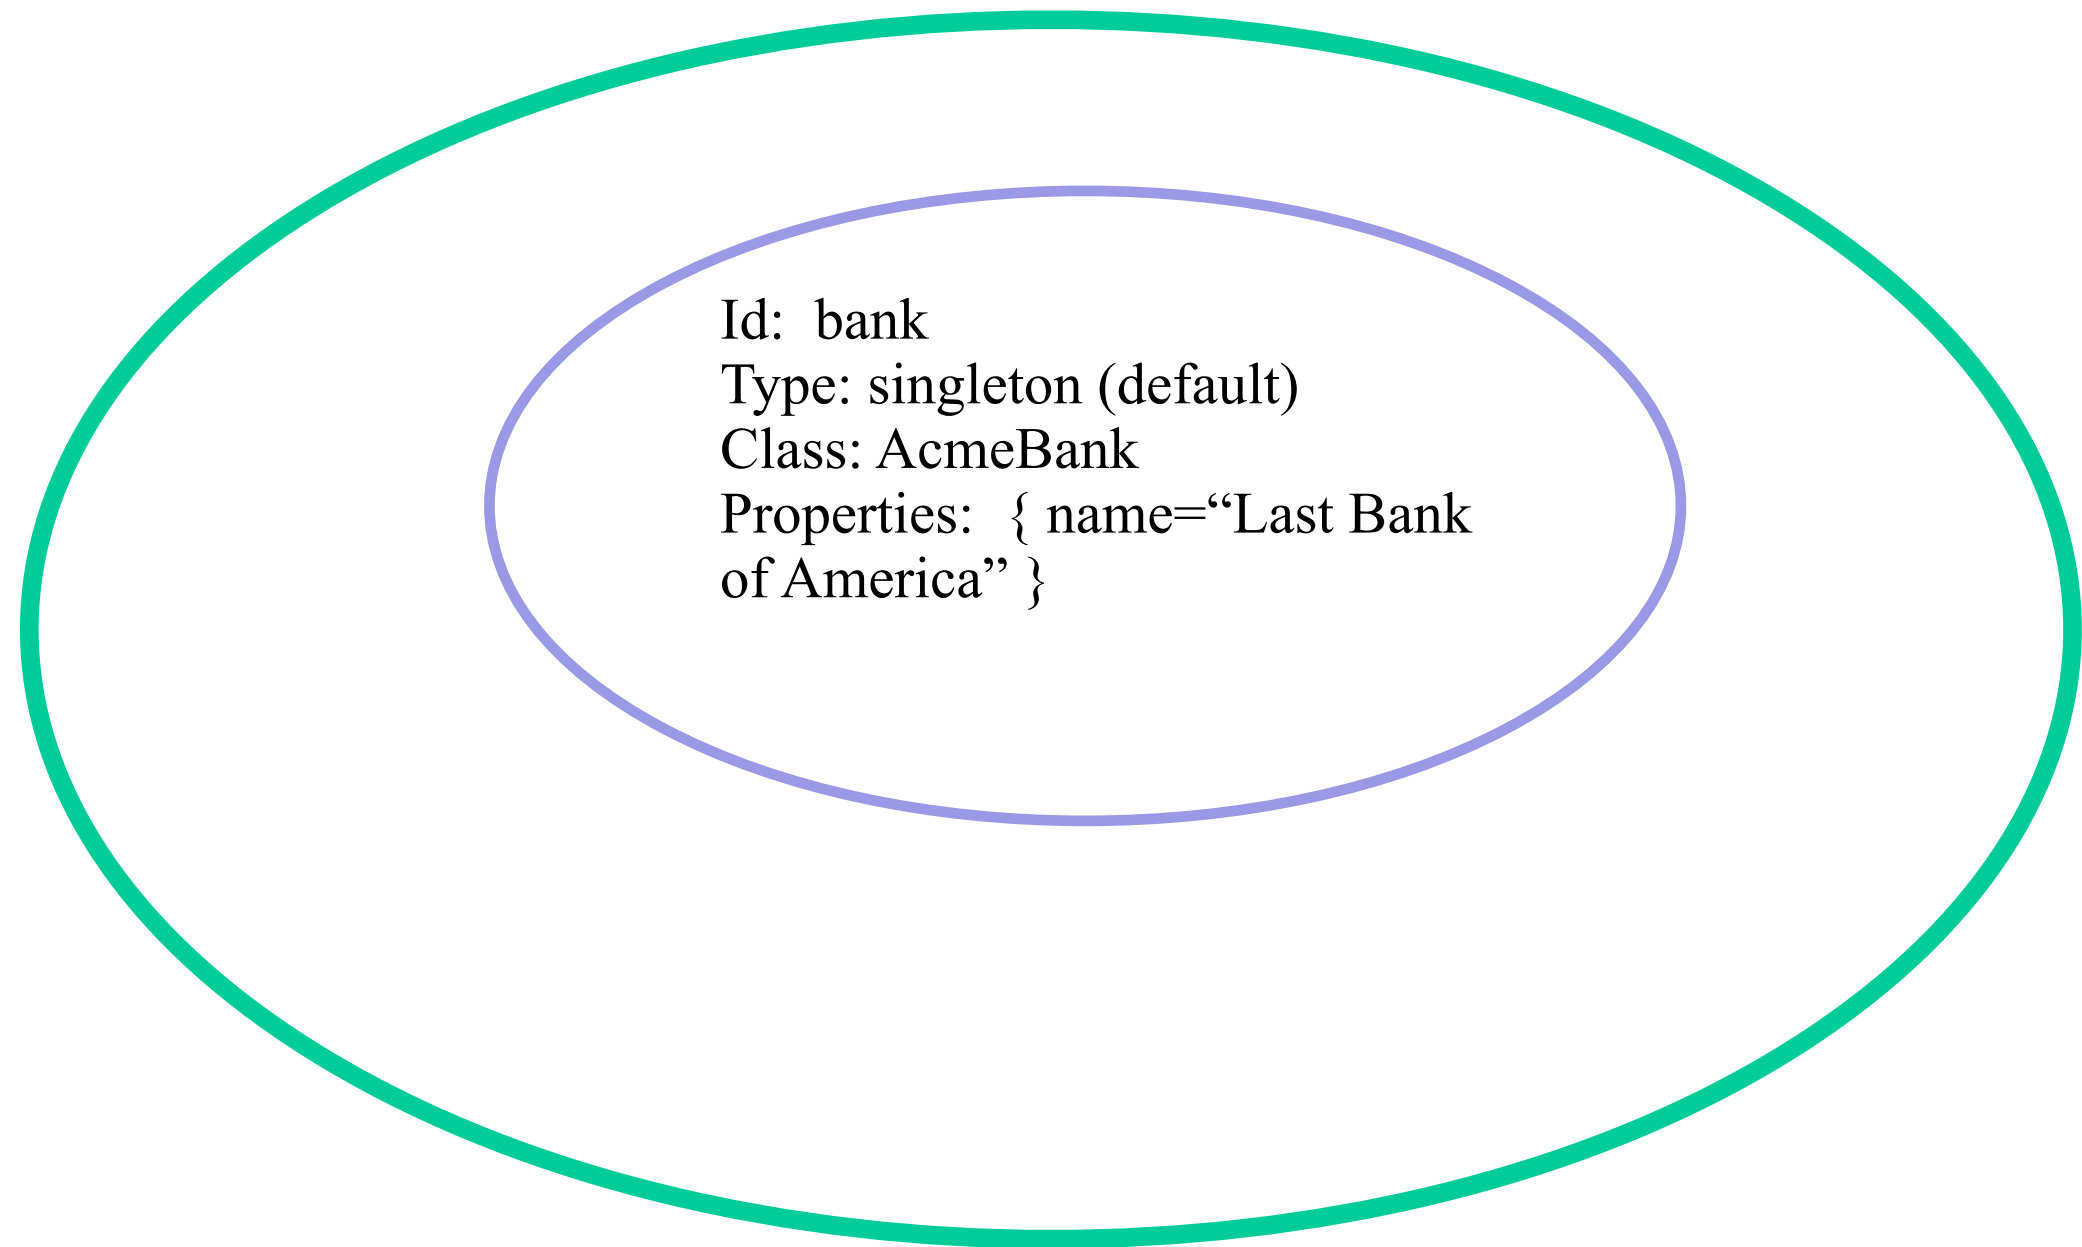 Id:  bank
Type: singleton (default)
Class: AcmeBank
Properties:  { name=“Last Bank
of America” }